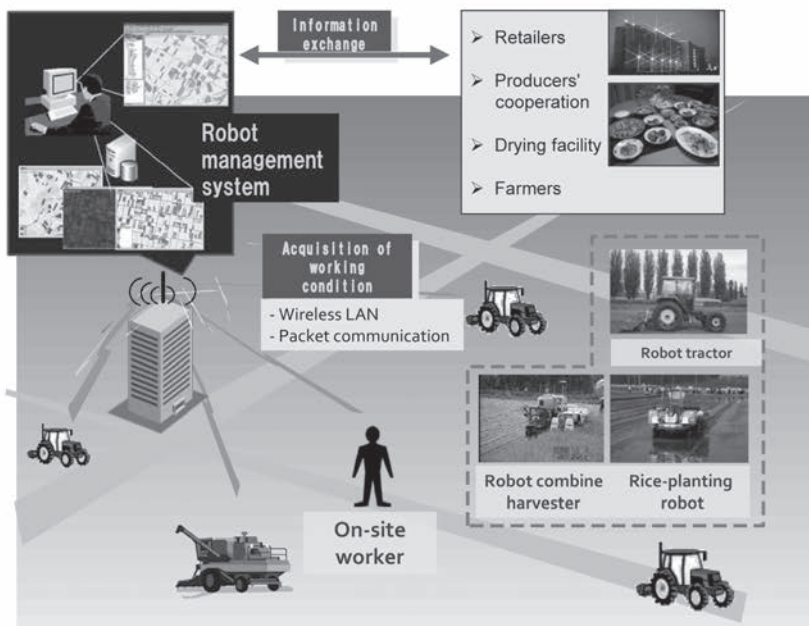 Information
exchange
➢ Retailers
➢ Producers'
cooperation
➢ Drying facility
➢ Farmers
Robot
management
system
Acquisition of
working
condition
- Wireless LAN
- Packet communication
Robot tractor
Robot combine
harvester
Rice-planting
robot
On-site
worker